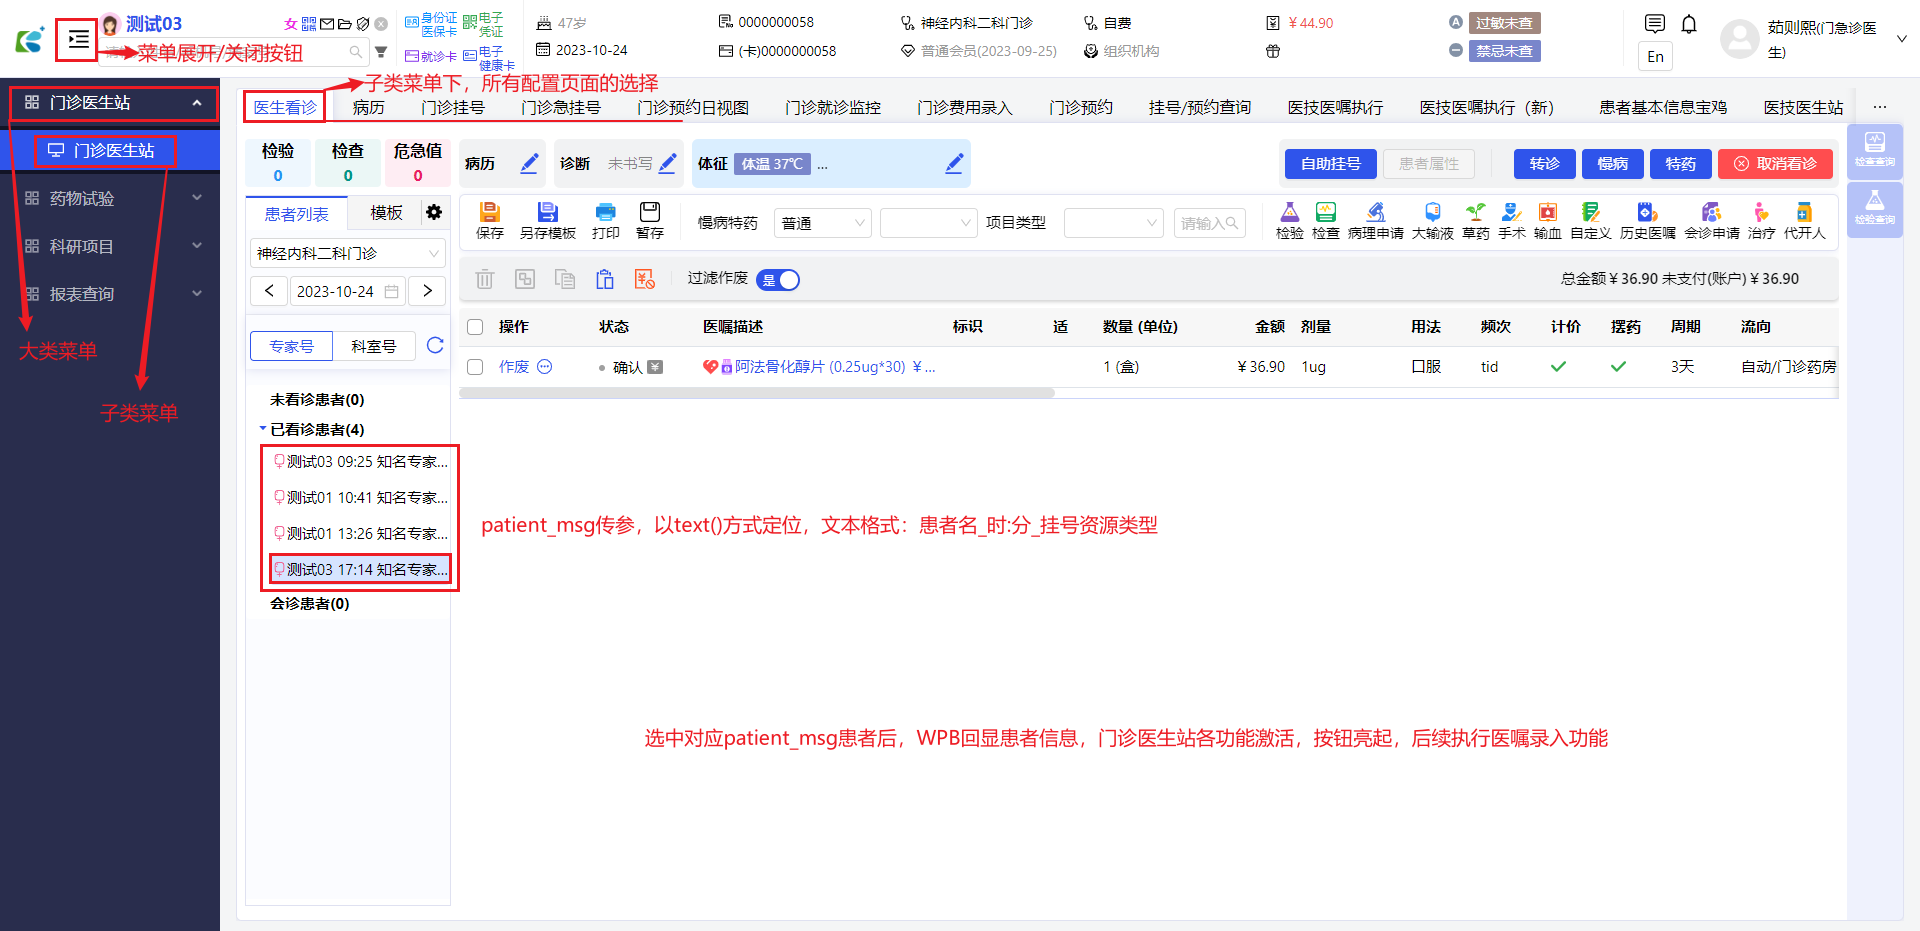 测试03
女
菜单展开/关闭按钮
身份证
医保卡
电子
凭证
就诊卡
电子
健康卡
47岁
2023-10-24
0000000058
(卡)0000000058
神经内科二科门诊
普通会员(2023-09-25)
自费
组织机构
￥44.90
A 过敏未查
禁忌未查
En
茹则熙(门急诊医
生)
子类菜单下，所有配置页面的选择
门诊医生站
门诊医生站
药物试验
科研项目
报表查询
大类菜单
子类菜单
医生看诊 病历 门诊挂号 门诊急挂号 门诊预约日视图 门诊就诊监控 门诊费用录入 门诊预约 挂号/预约查询 医技医嘱执行 医技医嘱执行（新） 患者基本信息宝鸡 医技医生站 ...
检验 检查 危急值
0 0 0
病历 诊断 未书写 体征 体温 37℃ ...
自助挂号 患者属性 转诊 慢病 特药 取消看诊
检查查询
检验查询
患者列表 模板
保存 另存模板 打印 暂存 慢病特药 普通 项目类型 请输入
检验 检查 病理申请 大输液 草药 手术 输血 自定义 历史医嘱 会诊申请 治疗 代开人
神经内科二科门诊
2023-10-24
过滤作废 是
总金额￥36.90 未支付(账户)￥36.90
专家号 科室号
操作 状态 医嘱描述 标识 适 数量 (单位) 金额 剂量 用法 频次 计价 摆药 周期 流向
作废 确认 ¥ 阿法骨化醇片 (0.25ug*30) ￥... 1 (盒) ￥36.90 1ug 口服 tid 3天 自动/门诊药房
未看诊患者(0)
已看诊患者(4)
测试03 09:25 知名专家...
测试01 10:41 知名专家...
测试01 13:26 知名专家...
测试03 17:14 知名专家...
会诊患者(0)
patient_msg传参，以text()方式定位，文本格式：患者名_时:分_挂号资源类型
选中对应patient_msg患者后，WPB回显患者信息，门诊医生站各功能激活，按钮亮起，后续执行医嘱录入功能